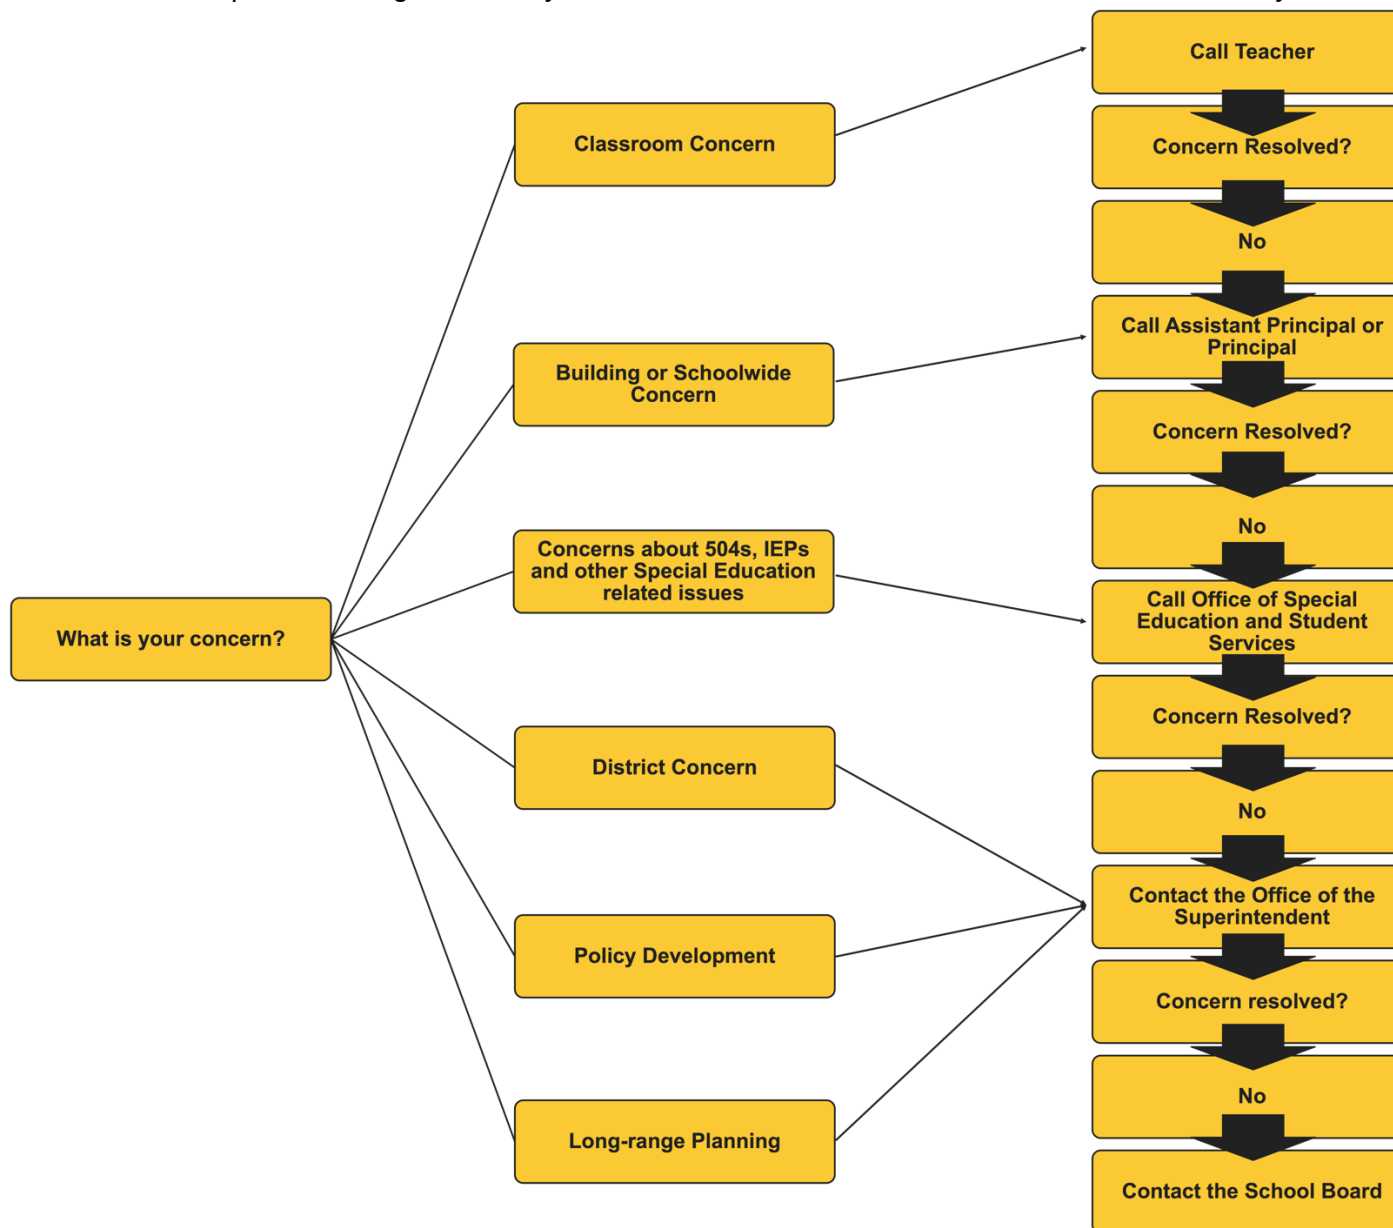 Call Teacher
Classroom Concern
Concern Resolved?
No
Call Assistant Principal or
Principal
Building or Schoolwide
Concern
Concern Resolved?
No
Concerns about 504s, IEPs
and other Special Education
related issues
Call Office of Special
Education and Student
Services
What is your concern?
Concern Resolved?
District Concern
No
Contact the Office of the
Superintendent
Policy Development
Concern resolved?
No
Long-range Planning
Contact the School Board